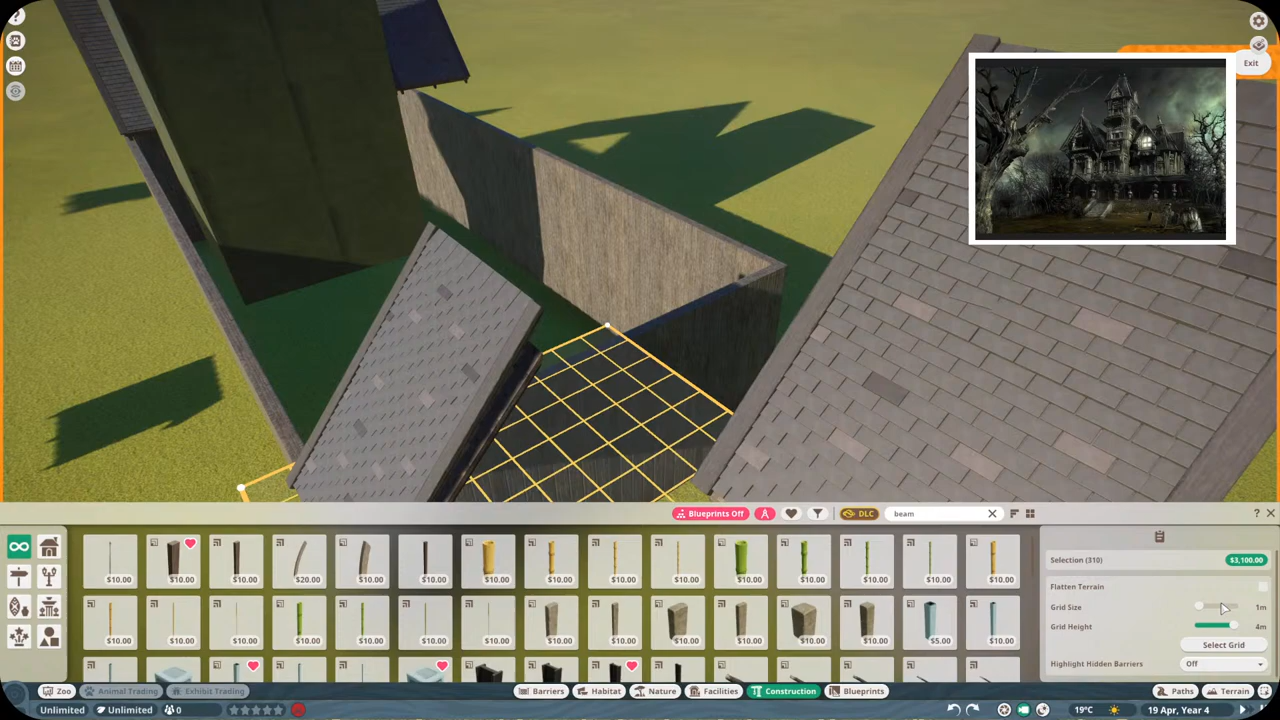 ?
Exit
Blueprints Off
DLC
beam
?
$10.00 $10.00 $10.00 $20.00 $10.00 $10.00 $10.00 $10.00 $10.00 $10.00 $10.00 $10.00 $10.00 $10.00 $10.00
$10.00 $10.00 $10.00 $10.00 $10.00 $10.00 $10.00 $10.00 $10.00 $10.00 $10.00 $10.00 $10.00 $5.00 $10.00
Selection (310) $3,100.00
Flatten Terrain
Grid Size 1m
Grid Height 4m
Select Grid
Highlight Hidden Barriers Off
Zoo Animal Trading Exhibit Trading Barriers Habitat Nature Facilities Construction Blueprints Paths Terrain
Unlimited Unlimited 0 19°C 19 Apr, Year 4